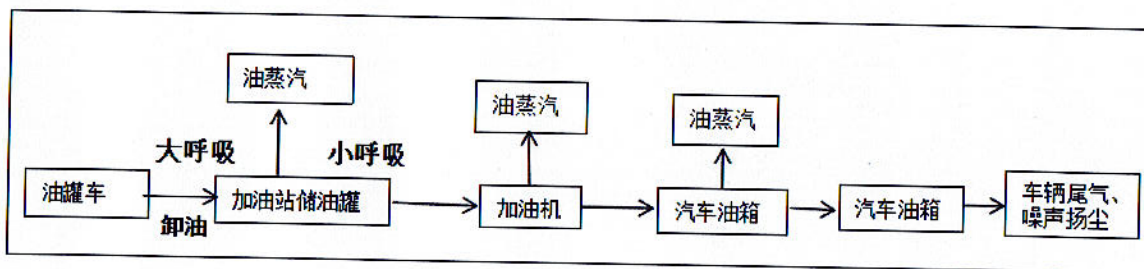 油蒸汽
油蒸汽
油蒸汽
大呼吸
小呼吸
油罐车
卸油
加油站储油罐
加油机
汽车油箱
汽车油箱
车辆尾气、
噪声扬尘